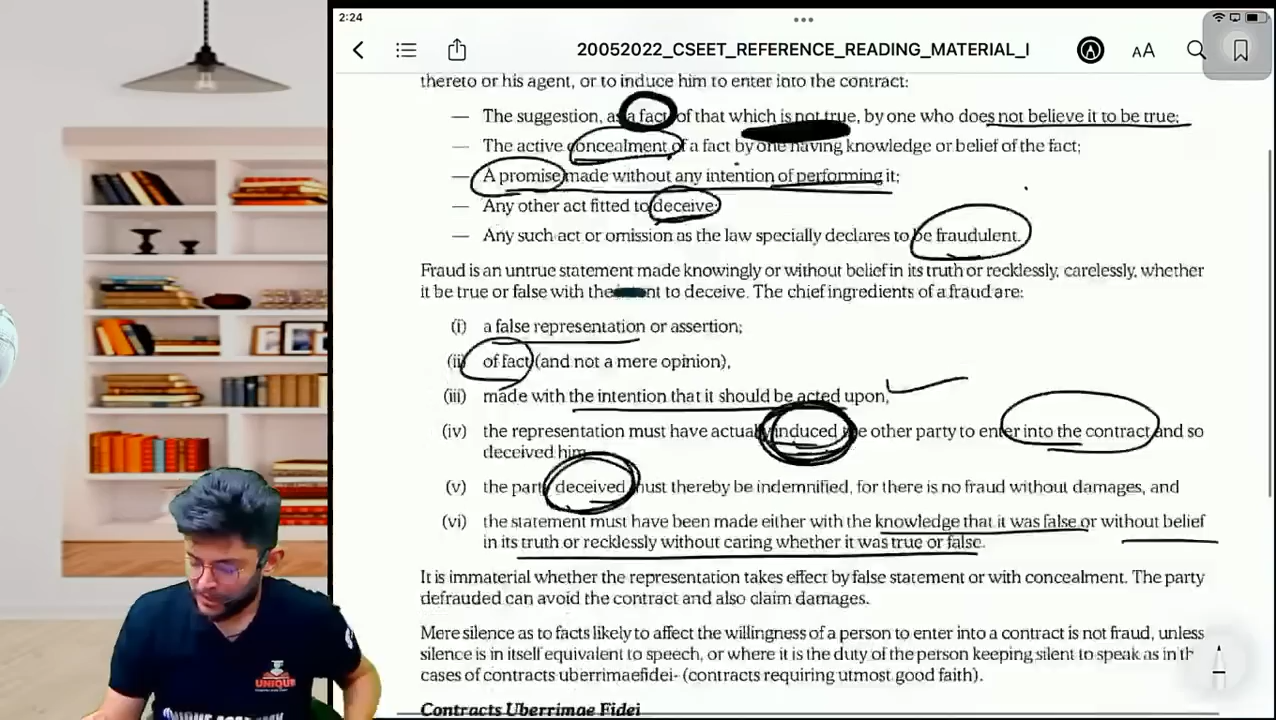 2:24
20052022_CSEET_REFERENCE_READING_MATERIAL_I
AA
thereto or his agent, or to induce him to enter into the contract:
— The suggestion, as a fact, of that which is not true, by one who does not believe it to be true;
— The active concealment of a fact by one having knowledge or belief of the fact;
— A promise made without any intention of performing it;
— Any other act fitted to deceive;
— Any such act or omission as the law specially declares to be fraudulent.
Fraud is an untrue statement made knowingly or without belief in its truth or recklessly, carelessly, whether
it be true or false with the nt to deceive. The chief ingredients of a fraud are:
(i) a false representation or assertion;
(ii) of fact (and not a mere opinion),
(iii) made with the intention that it should be acted upon,
(iv) the representation must have actually induced the other party to enter into the contract and so
deceived him.
(v) the party deceived must thereby be indemnified, for there is no fraud without damages, and
(vi) the statement must have been made either with the knowledge that it was false or without belief
in its truth or recklessly without caring whether it was true or false.
It is immaterial whether the representation takes effect by false statement or with concealment. The party
defrauded can avoid the contract and also claim damages.
Mere silence as to facts likely to affect the willingness of a person to enter into a contract is not fraud, unless
silence is in itself equivalent to speech, or where it is the duty of the person keeping silent to speak as in th
cases of contracts uberrimaefidei- (contracts requiring utmost good faith).
Contracts Uberrimae Fidei
UNIQUE
UNIQUE ACADEMY